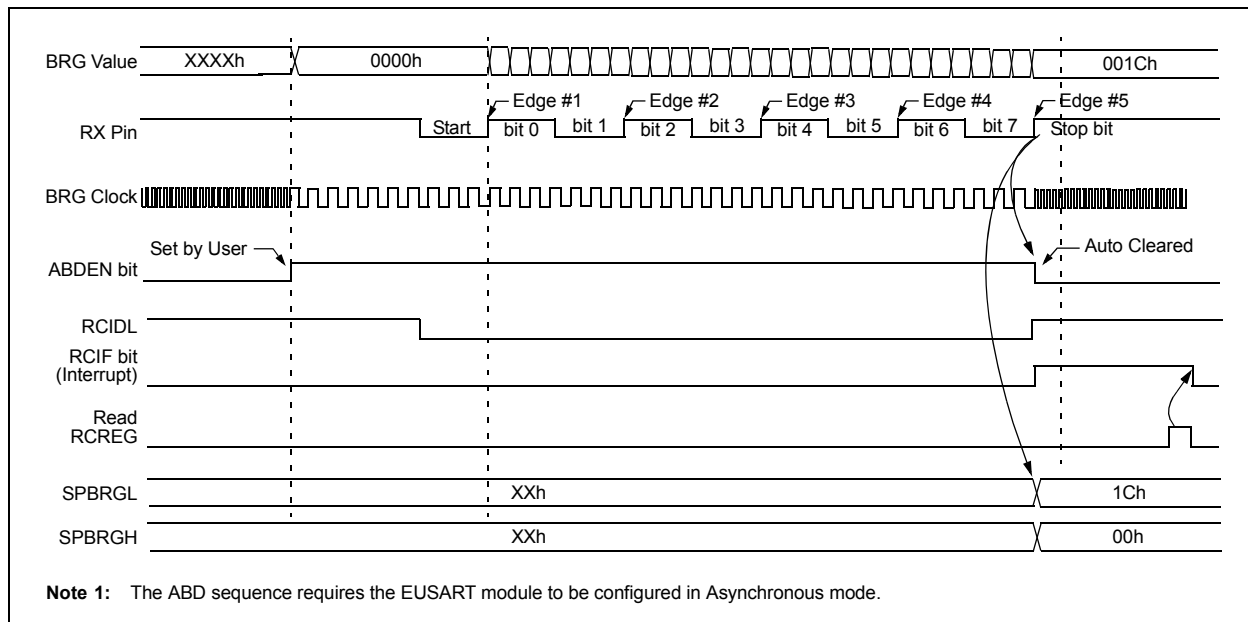 BRG Value XXXXh 0000h 001Ch
Edge #1 Edge #2 Edge #3 Edge #4 Edge #5
RX Pin Start bit 0 bit 1 bit 2 bit 3 bit 4 bit 5 bit 6 bit 7 Stop bit
BRG Clock
Set by User Auto Cleared
ABDEN bit
RCIDL
RCIF bit
(Interrupt)
Read
RCREG
SPBRGL XXh 1Ch
SPBRGH XXh 00h
Note 1: The ABD sequence requires the EUSART module to be configured in Asynchronous mode.